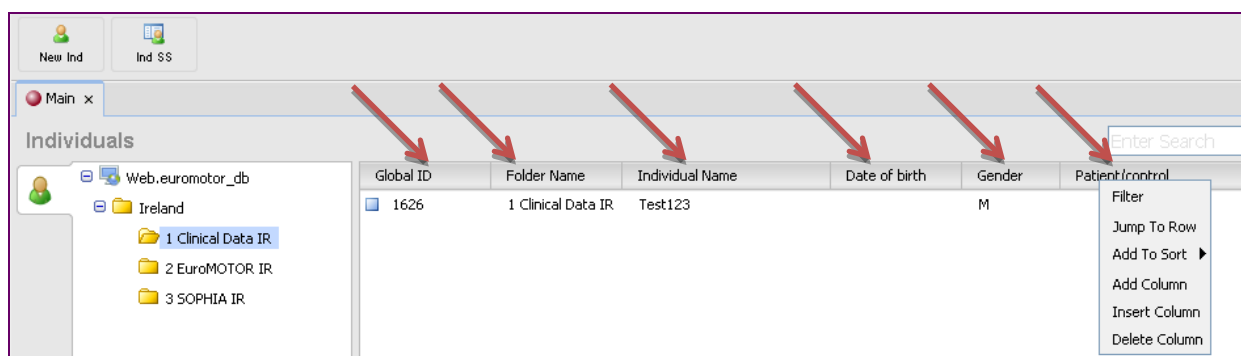 New Ind Ind SS
Main x
Individuals
Enter Search
Web.euromotor_db
Ireland
1 Clinical Data IR
2 EuroMOTOR IR
3 SOPHIA IR
Global ID Folder Name Individual Name Date of birth Gender Patient/control
1626 1 Clinical Data IR Test123 M
Filter
Jump To Row
Add To Sort
Add Column
Insert Column
Delete Column